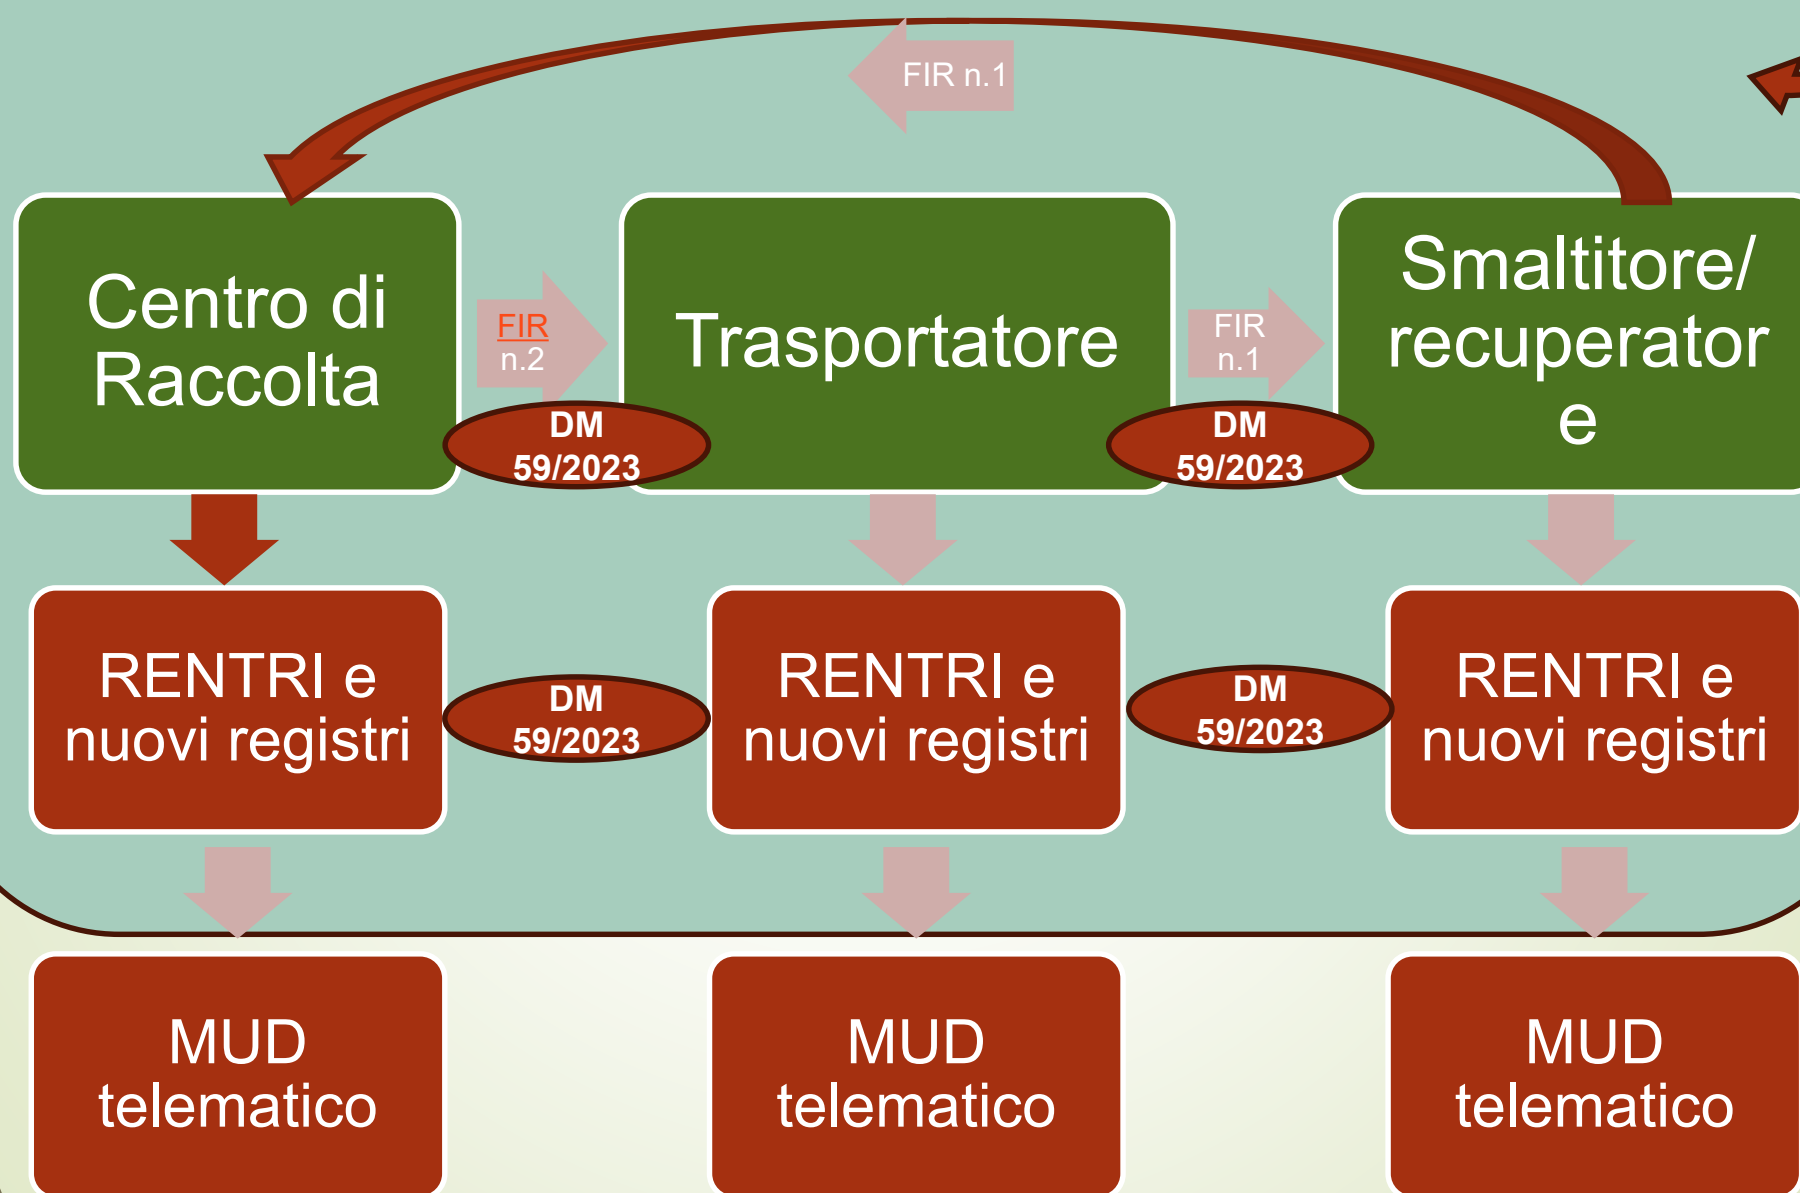 FIR n.1
Centro di
Raccolta
FIR
n.2
Trasportatore
FIR
n.1
Smaltitore/
recuperator
e
DM
59/2023
DM
59/2023
RENTRI e
nuovi registri
DM
59/2023
RENTRI e
nuovi registri
DM
59/2023
RENTRI e
nuovi registri
MUD
telematico
MUD
telematico
MUD
telematico